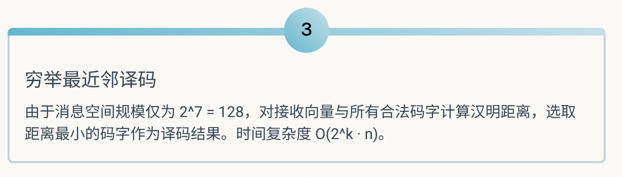 3
穷举最近邻译码
由于消息空间规模仅为 2^7 = 128，对接收向量与所有合法码字计算汉明距离，选取
距离最小的码字作为译码结果。时间复杂度 O(2^k · n)。